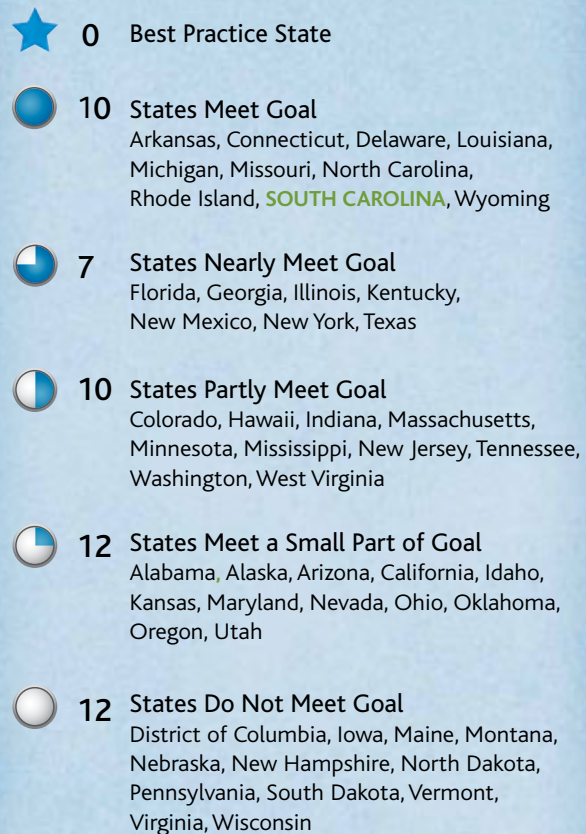 0 Best Practice State
10 States Meet Goal
Arkansas, Connecticut, Delaware, Louisiana,
Michigan, Missouri, North Carolina,
Rhode Island, SOUTH CAROLINA, Wyoming
7 States Nearly Meet Goal
Florida, Georgia, Illinois, Kentucky,
New Mexico, New York, Texas
10 States Partly Meet Goal
Colorado, Hawaii, Indiana, Massachusetts,
Minnesota, Mississippi, New Jersey, Tennessee,
Washington, West Virginia
12 States Meet a Small Part of Goal
Alabama, Alaska, Arizona, California, Idaho,
Kansas, Maryland, Nevada, Ohio, Oklahoma,
Oregon, Utah
12 States Do Not Meet Goal
District of Columbia, Iowa, Maine, Montana,
Nebraska, New Hampshire, North Dakota,
Pennsylvania, South Dakota, Vermont,
Virginia, Wisconsin